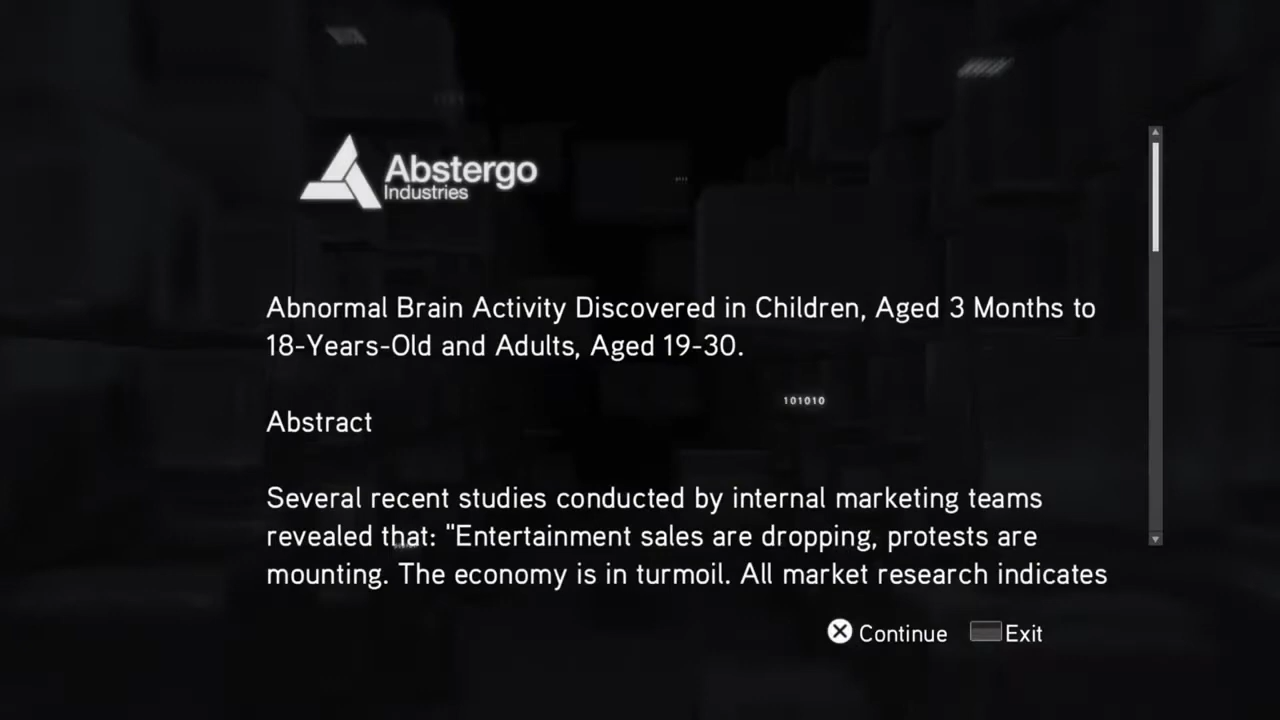 Abstergo
Industries
Abnormal Brain Activity Discovered in Children, Aged 3 Months to
18-Years-Old and Adults, Aged 19-30.
Abstract
101010
Several recent studies conducted by internal marketing teams
revealed that: "Entertainment sales are dropping, protests are
mounting. The economy is in turmoil. All market research indicates
Continue Exit